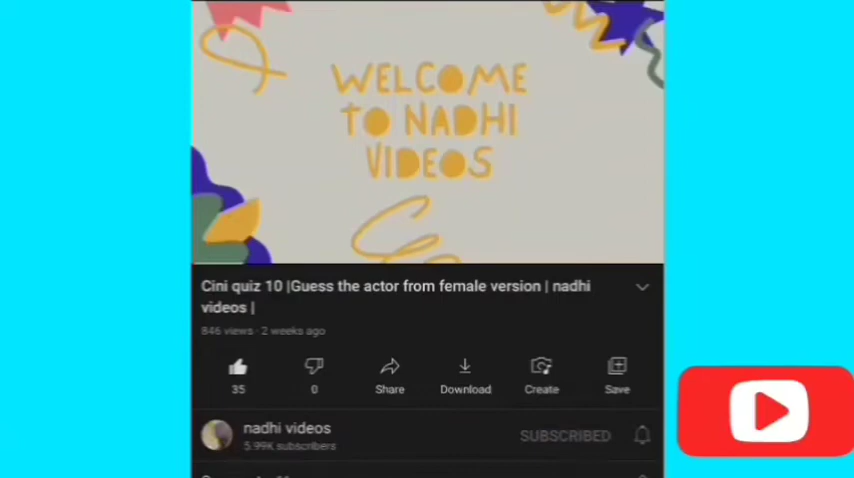 WELCOME
TO NADHI
VIDEOS
Cini quiz 10 |Guess the actor from female version | nadhi
videos |
846 views · 2 weeks ago
35
0
Share
Download
Create
Save
nadhi videos
5.99K subscribers
SUBSCRIBED